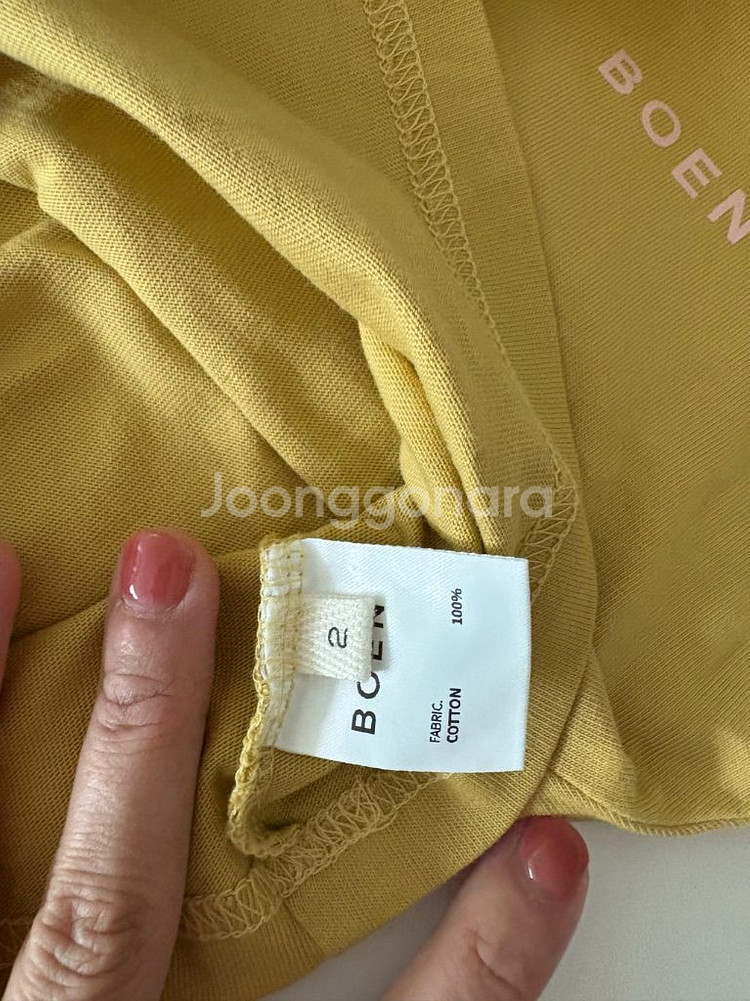 BOEN
Joonggonara
2
BOEN
FABRIC.
COTTON 100%